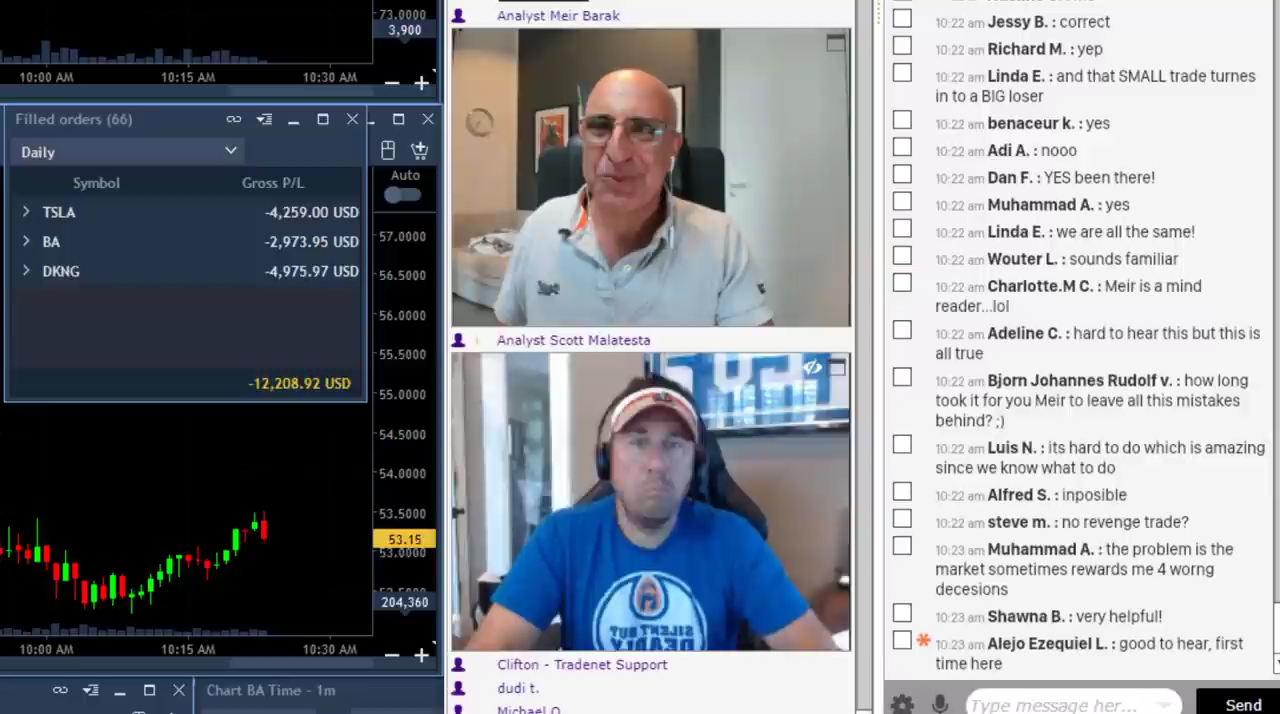 73.0000
3,900
10:00 AM
10:15 AM
10:30 AM
Filled orders (66)
Daily
Symbol
Gross P/L
TSLA
-4,259.00 USD
BA
-2,973.95 USD
DKNG
-4,975.97 USD
-12,208.92 USD
Auto
57.0000
56.5000
56.0000
55.5000
55.0000
54.5000
54.0000
53.5000
53.15
53.0000
204,360
10:00 AM
10:15 AM
10:30 AM
Chart BA Time - 1m
Analyst Meir Barak
Analyst Scott Malatesta
SILENT BUT
DEADLY
Clifton - Tradenet Support
dudi t.
Michael O
10:22 am Jessy B. : correct
10:22 am Richard M. : yep
10:22 am Linda E. : and that SMALL trade turnes
in to a BIG loser
10:22 am benaceur k. : yes
10:22 am Adi A. : nooo
10:22 am Dan F. : YES been there!
10:22 am Muhammad A. : yes
10:22 am Linda E. : we are all the same!
10:22 am Wouter L. : sounds familiar
10:22 am Charlotte.M C. : Meir is a mind
reader...lol
10:22 am Adeline C. : hard to hear this but this is
all true
10:22 am Bjorn Johannes Rudolf v. : how long
took it for you Meir to leave all this mistakes
behind? ;)
10:22 am Luis N. : its hard to do which is amazing
since we know what to do
10:22 am Alfred S. : inposible
10:22 am steve m. : no revenge trade?
10:23 am Muhammad A. : the problem is the
market sometimes rewards me 4 worng
decesions
10:23 am Shawna B. : very helpful!
10:23 am Alejo Ezequiel L. : good to hear, first
time here
Type message her...
Send